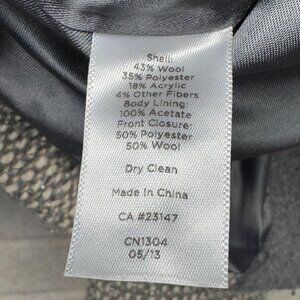 Shell:
43% Wool
35% Polyester
18% Acrylic
4% Other Fibers
Body Lining:
100% Acetate
Front Closure:
50% Polyester
50% Wool
Dry Clean
Made in China
CA #23147
CN1304
05/13